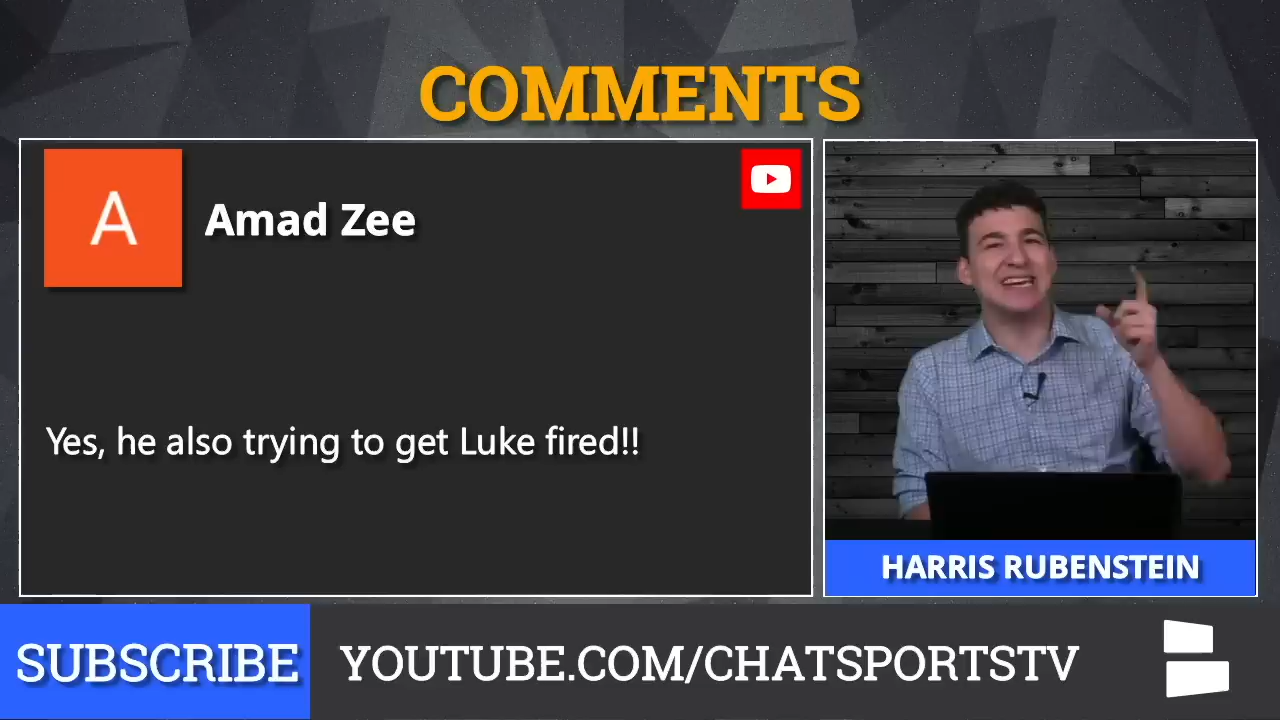 COMMENTS
A
Amad Zee
Yes, he also trying to get Luke fired!!
HARRIS RUBENSTEIN
SUBSCRIBE
YOUTUBE.COM/CHATSPORTSTV